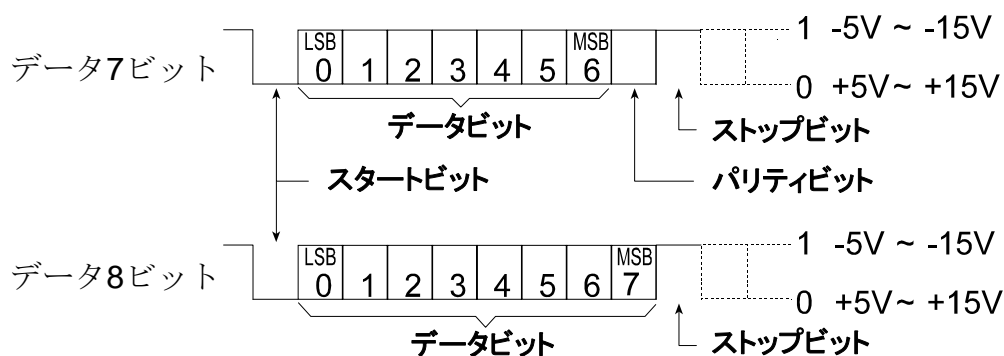 1 -5V ~ -15V
LSB MSB
データ7ビット 0 1 2 3 4 5 6
0 +5V~ +15V
データビット ストップビット
スタートビット パリティビット
1 -5V ~ -15V
LSB MSB
データ8ビット 0 1 2 3 4 5 6 7
0 +5V~ +15V
データビット ストップビット